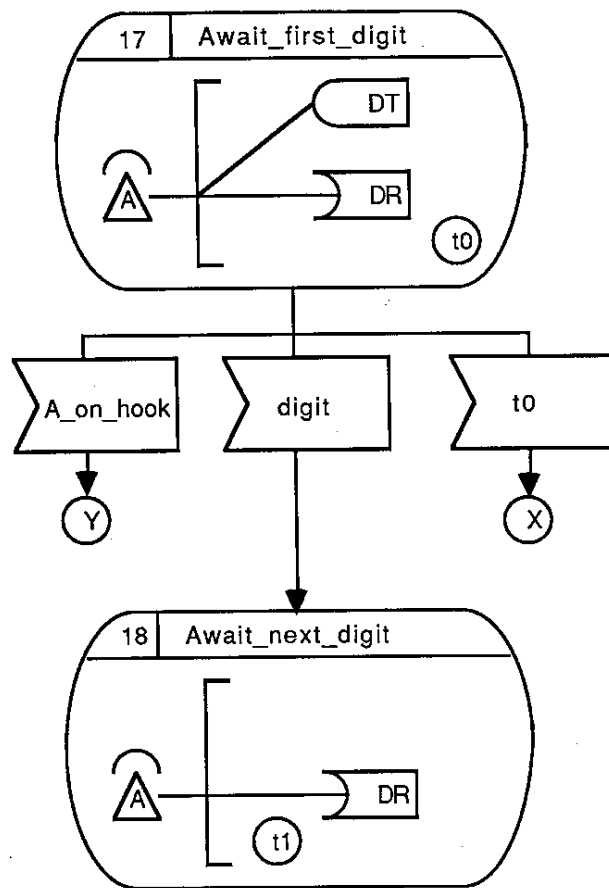 17 Await_first_digit
DT
A DR
t0
A_on_hook digit t0
Y X
18 Await_next_digit
A DR
t1